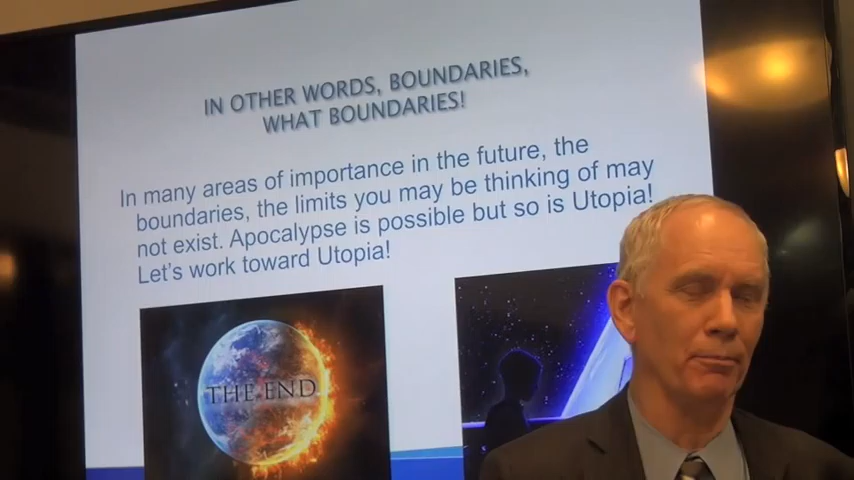 IN OTHER WORDS, BOUNDARIES,
WHAT BOUNDARIES!
In many areas of importance in the future, the
boundaries, the limits you may be thinking of may
not exist. Apocalypse is possible but so is Utopia!
Let's work toward Utopia!
THE END